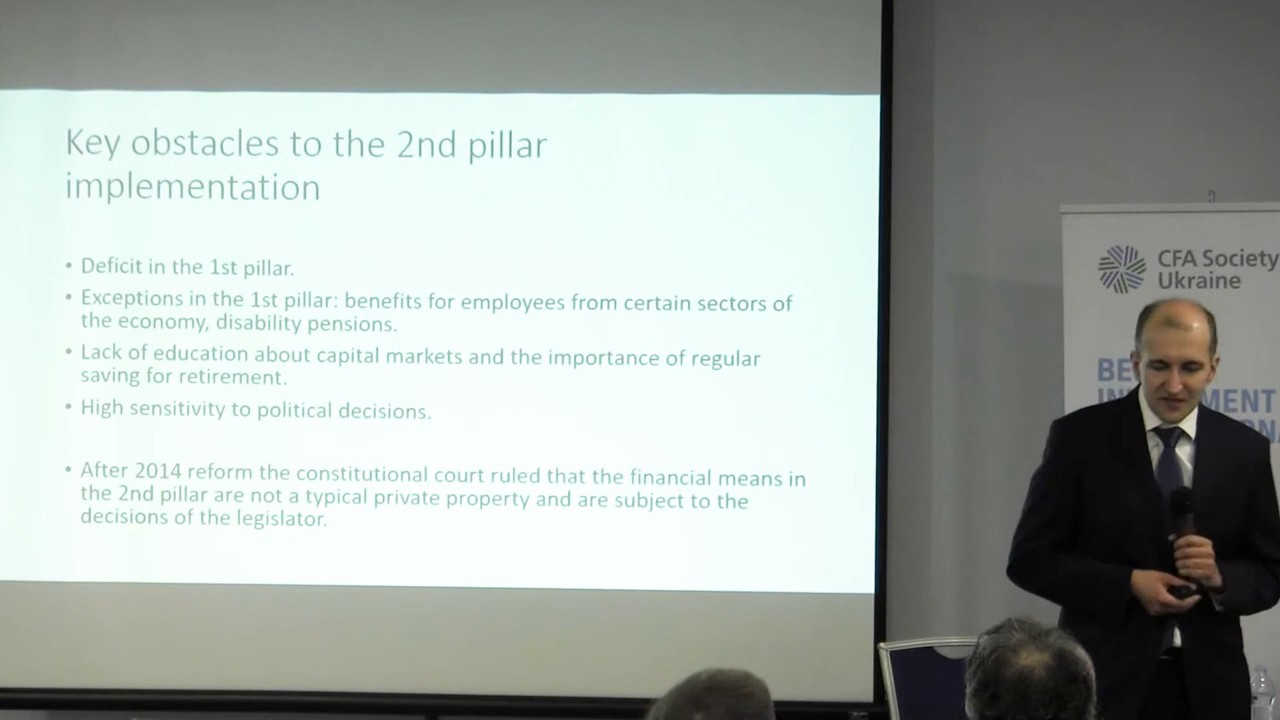 Key obstacles to the 2nd pillar
implementation
• Deficit in the 1st pillar.
• Exceptions in the 1st pillar: benefits for employees from certain sectors of
the economy, disability pensions.
• Lack of education about capital markets and the importance of regular
saving for retirement.
• High sensitivity to political decisions.
• After 2014 reform the constitutional court ruled that the financial means in
the 2nd pillar are not a typical private property and are subject to the
decisions of the legislator.
CFA Society
Ukraine